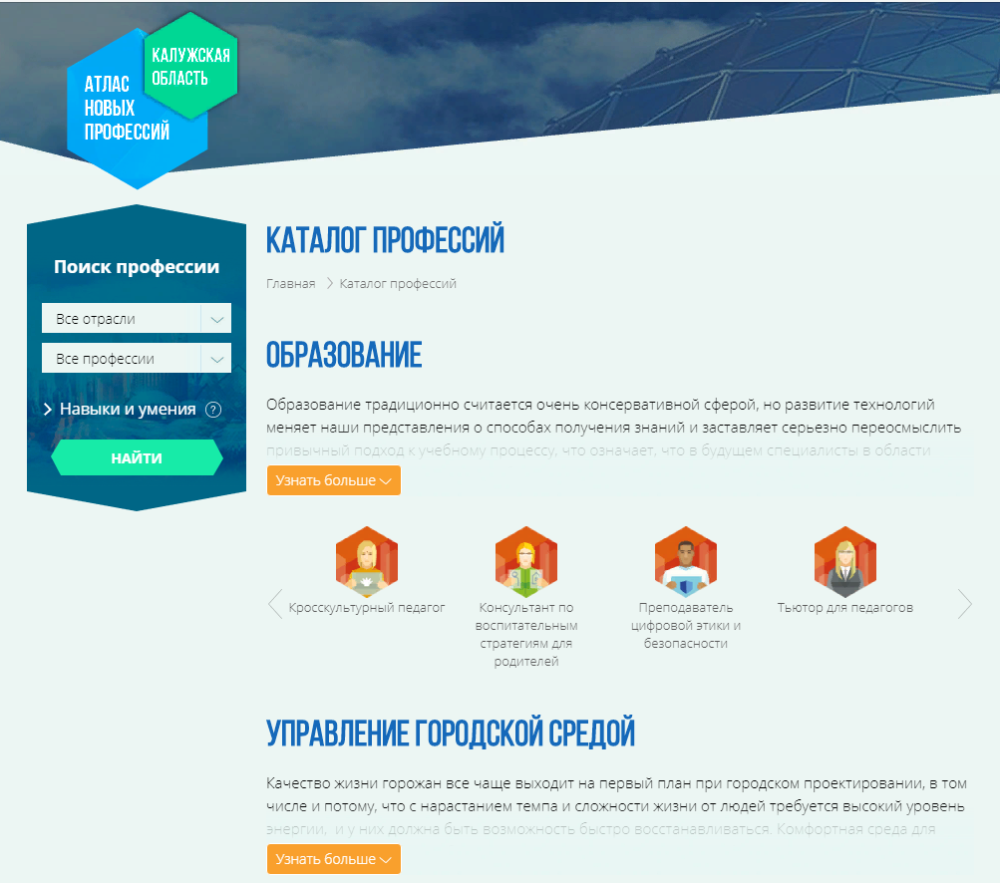 КАЛУЖСКАЯ
ОБЛАСТЬ
АТЛАС
НОВЫХ
ПРОФЕССИЙ
Поиск профессии
Все отрасли
Все профессии
Навыки и умения ?
НАЙТИ
КАТАЛОГ ПРОФЕССИЙ
Главная > Каталог профессий
ОБРАЗОВАНИЕ
Образование традиционно считается очень консервативной сферой, но развитие технологий
меняет наши представления о способах получения знаний и заставляет серьезно переосмыслить
привычный подход к учебному процессу, что означает, что в будущем специалисты в области
Узнать больше
Кросскультурный педагог
Консультант по
воспитательным
стратегиям для
родителей
Преподаватель
цифровой этики и
безопасности
Тьютор для педагогов
УПРАВЛЕНИЕ ГОРОДСКОЙ СРЕДОЙ
Качество жизни горожан все чаще выходит на первый план при городском проектировании, в том
числе и потому, что с нарастанием темпа и сложности жизни от людей требуется высокий уровень
энергии, и у них должна быть возможность быстро восстанавливаться. Комфортная среда для
Узнать больше